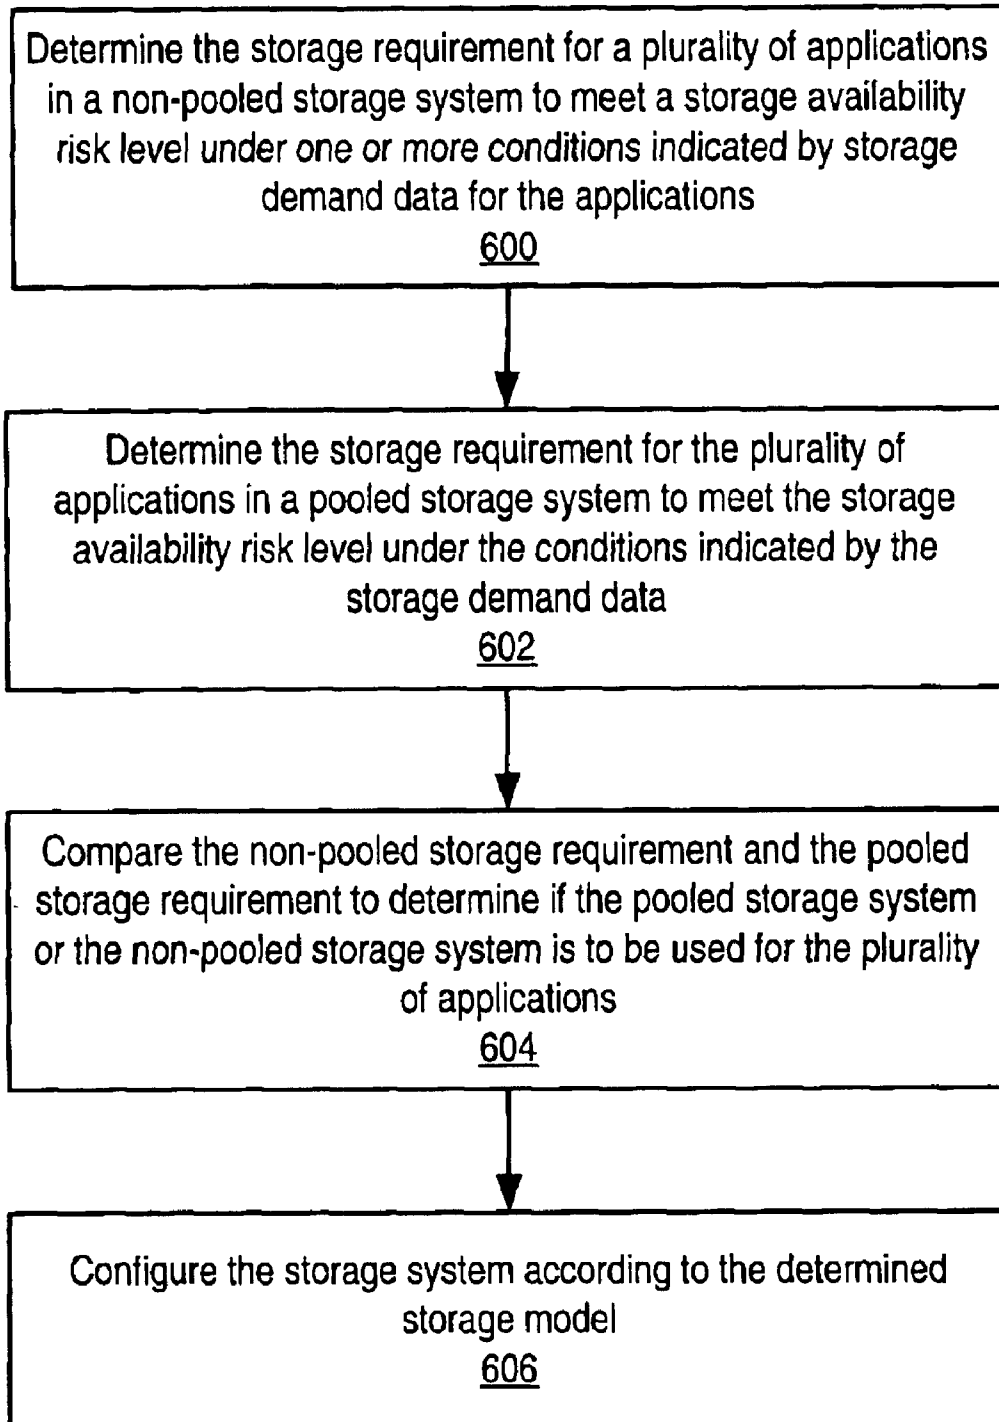 Determine the storage requirement for a plurality of applications
in a non-pooled storage system to meet a storage availability
risk level under one or more conditions indicated by storage
demand data for the applications
600
Determine the storage requirement for the plurality of
applications in a pooled storage system to meet the storage
availability risk level under the conditions indicated by the
storage demand data
602
Compare the non-pooled storage requirement and the pooled
storage requirement to determine if the pooled storage system
or the non-pooled storage system is to be used for the plurality
of applications
604
Configure the storage system according to the determined
storage model
606